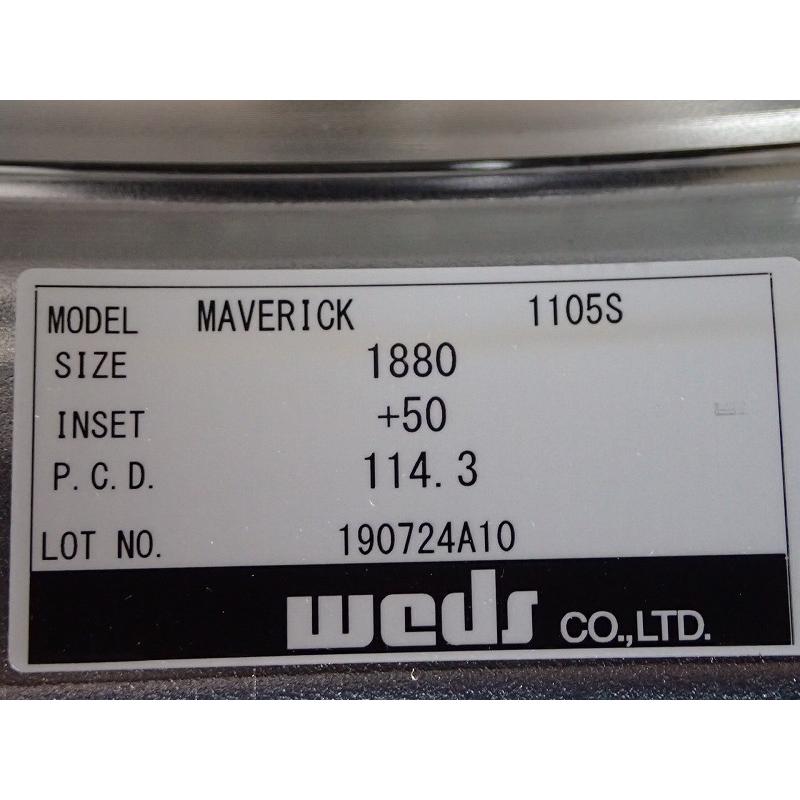 MODEL MAVERICK 1105S
SIZE 1880
INSET +50
P.C.D. 114.3
LOT NO. 190724A10
weds CO.,LTD.